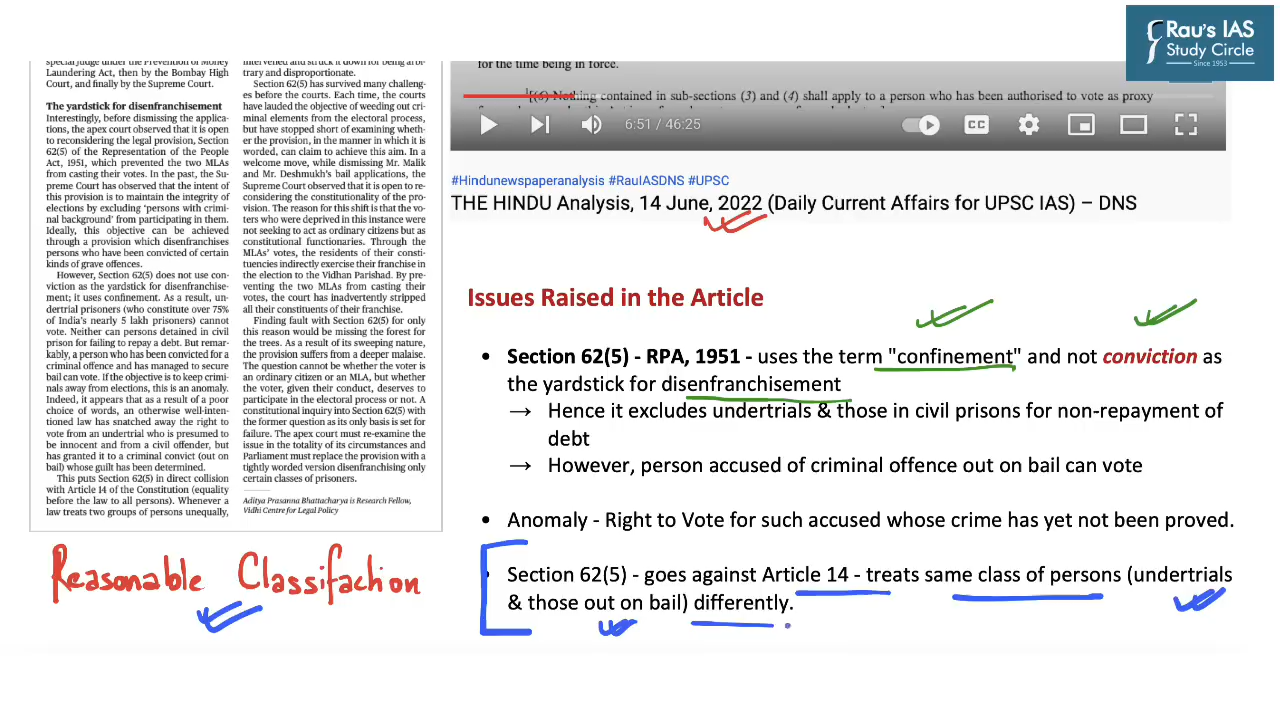 Rau's IAS
Study Circle
Since 1953
special judge under the Prevention of Money
Laundering Act, then by the Bombay High
Court, and finally by the Supreme Court.
The yardstick for disenfranchisement
Interestingly, before dismissing the applica-
tions, the apex court observed that it is open
to reconsidering the legal provision, Section
62(5) of the Representation of the People
Act, 1951, which prevented the two MLAs
from casting their votes. In the past, the Su-
preme Court has observed that the intent of
this provision is to maintain the integrity of
elections by excluding 'persons with crimi-
nal background' from participating in them.
Ideally, this objective can be achieved
through a provision which disenfranchises
persons who have been convicted of certain
kinds of grave offences.
However, Section 62(5) does not use con-
viction as the yardstick for disenfranchise-
ment; it uses confinement. As a result, un-
dertrial prisoners (who constitute over 75%
of India's nearly 5 lakh prisoners) cannot
vote. Neither can persons detained in civil
prison for failing to repay a debt. But remar-
kably, a person who has been convicted for a
criminal offence and has managed to secure
bail can vote. If the objective is to keep crimi-
nals away from elections, this is an anomaly.
Indeed, it appears that as a result of a poor
choice of words, an otherwise well-inten-
tioned law has snatched away the right to
vote from an undertrial who is presumed to
be innocent and from a civil offender, but
has granted it to a criminal convict (out on
bail) whose guilt has been determined.
This puts Section 62(5) in direct collision
with Article 14 of the Constitution (equality
before the law to all persons). Whenever a
law treats two groups of persons unequally,
intervened and struck it down for being arbi-
trary and disproportionate.
Section 62(5) has survived many challeng-
es before the courts. Each time, the courts
have lauded the objective of weeding out cri-
minal elements from the electoral process,
but have stopped short of examining wheth-
er the provision, in the manner in which it is
worded, can claim to achieve this aim. In a
welcome move, while dismissing Mr. Malik
and Mr. Deshmukh's bail applications, the
Supreme Court observed that it is open to re-
considering the constitutionality of the pro-
vision. The reason for this shift is that the vo-
ters who were deprived in this instance were
not seeking to act as ordinary citizens but as
constitutional functionaries. Through the
MLAs' votes, the residents of their consti-
tuencies indirectly exercise their franchise in
the election to the Vidhan Parishad. By pre-
venting the two MLAs from casting their
votes, the court has inadvertently stripped
all their constituents of their franchise.
Finding fault with Section 62(5) for only
this reason would be missing the forest for
the trees. As a result of its sweeping nature,
the provision suffers from a deeper malaise.
The question cannot be whether the voter is
an ordinary citizen or an MLA, but whether
the voter, given their conduct, deserves to
participate in the electoral process or not. A
constitutional inquiry into Section 62(5) with
the former question as its only basis is set for
failure. The apex court must re-examine the
issue in the totality of its circumstances and
Parliament must replace the provision with a
tightly worded version disenfranchising only
certain classes of prisoners.
Aditya Prasanna Bhattacharya is Research Fellow,
Vidhi Centre for Legal Policy
for the time being in force.
[(6) Nothing contained in sub-sections (3) and (4) shall apply to a person who has been authorised to vote as proxy
6:51 / 46:25
CC
#Hindunewspaperanalysis #RauIASDNS #UPSC
THE HINDU Analysis, 14 June, 2022 (Daily Current Affairs for UPSC IAS) – DNS
Issues Raised in the Article
• Section 62(5) - RPA, 1951 - uses the term "confinement" and not conviction as
the yardstick for disenfranchisement
→ Hence it excludes undertrials & those in civil prisons for non-repayment of
debt
→ However, person accused of criminal offence out on bail can vote
• Anomaly - Right to Vote for such accused whose crime has yet not been proved.
• Section 62(5) - goes against Article 14 - treats same class of persons (undertrials
& those out on bail) differently.
Reasonable Classifaction